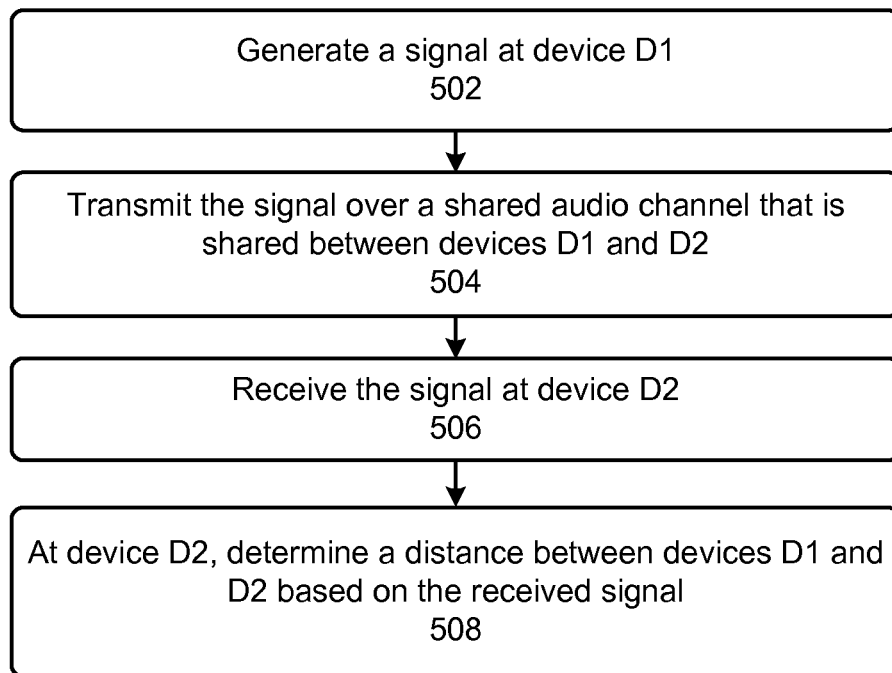 Generate a signal at device D1
502
Transmit the signal over a shared audio channel that is
shared between devices D1 and D2
504
Receive the signal at device D2
506
At device D2, determine a distance between devices D1 and
D2 based on the received signal
508